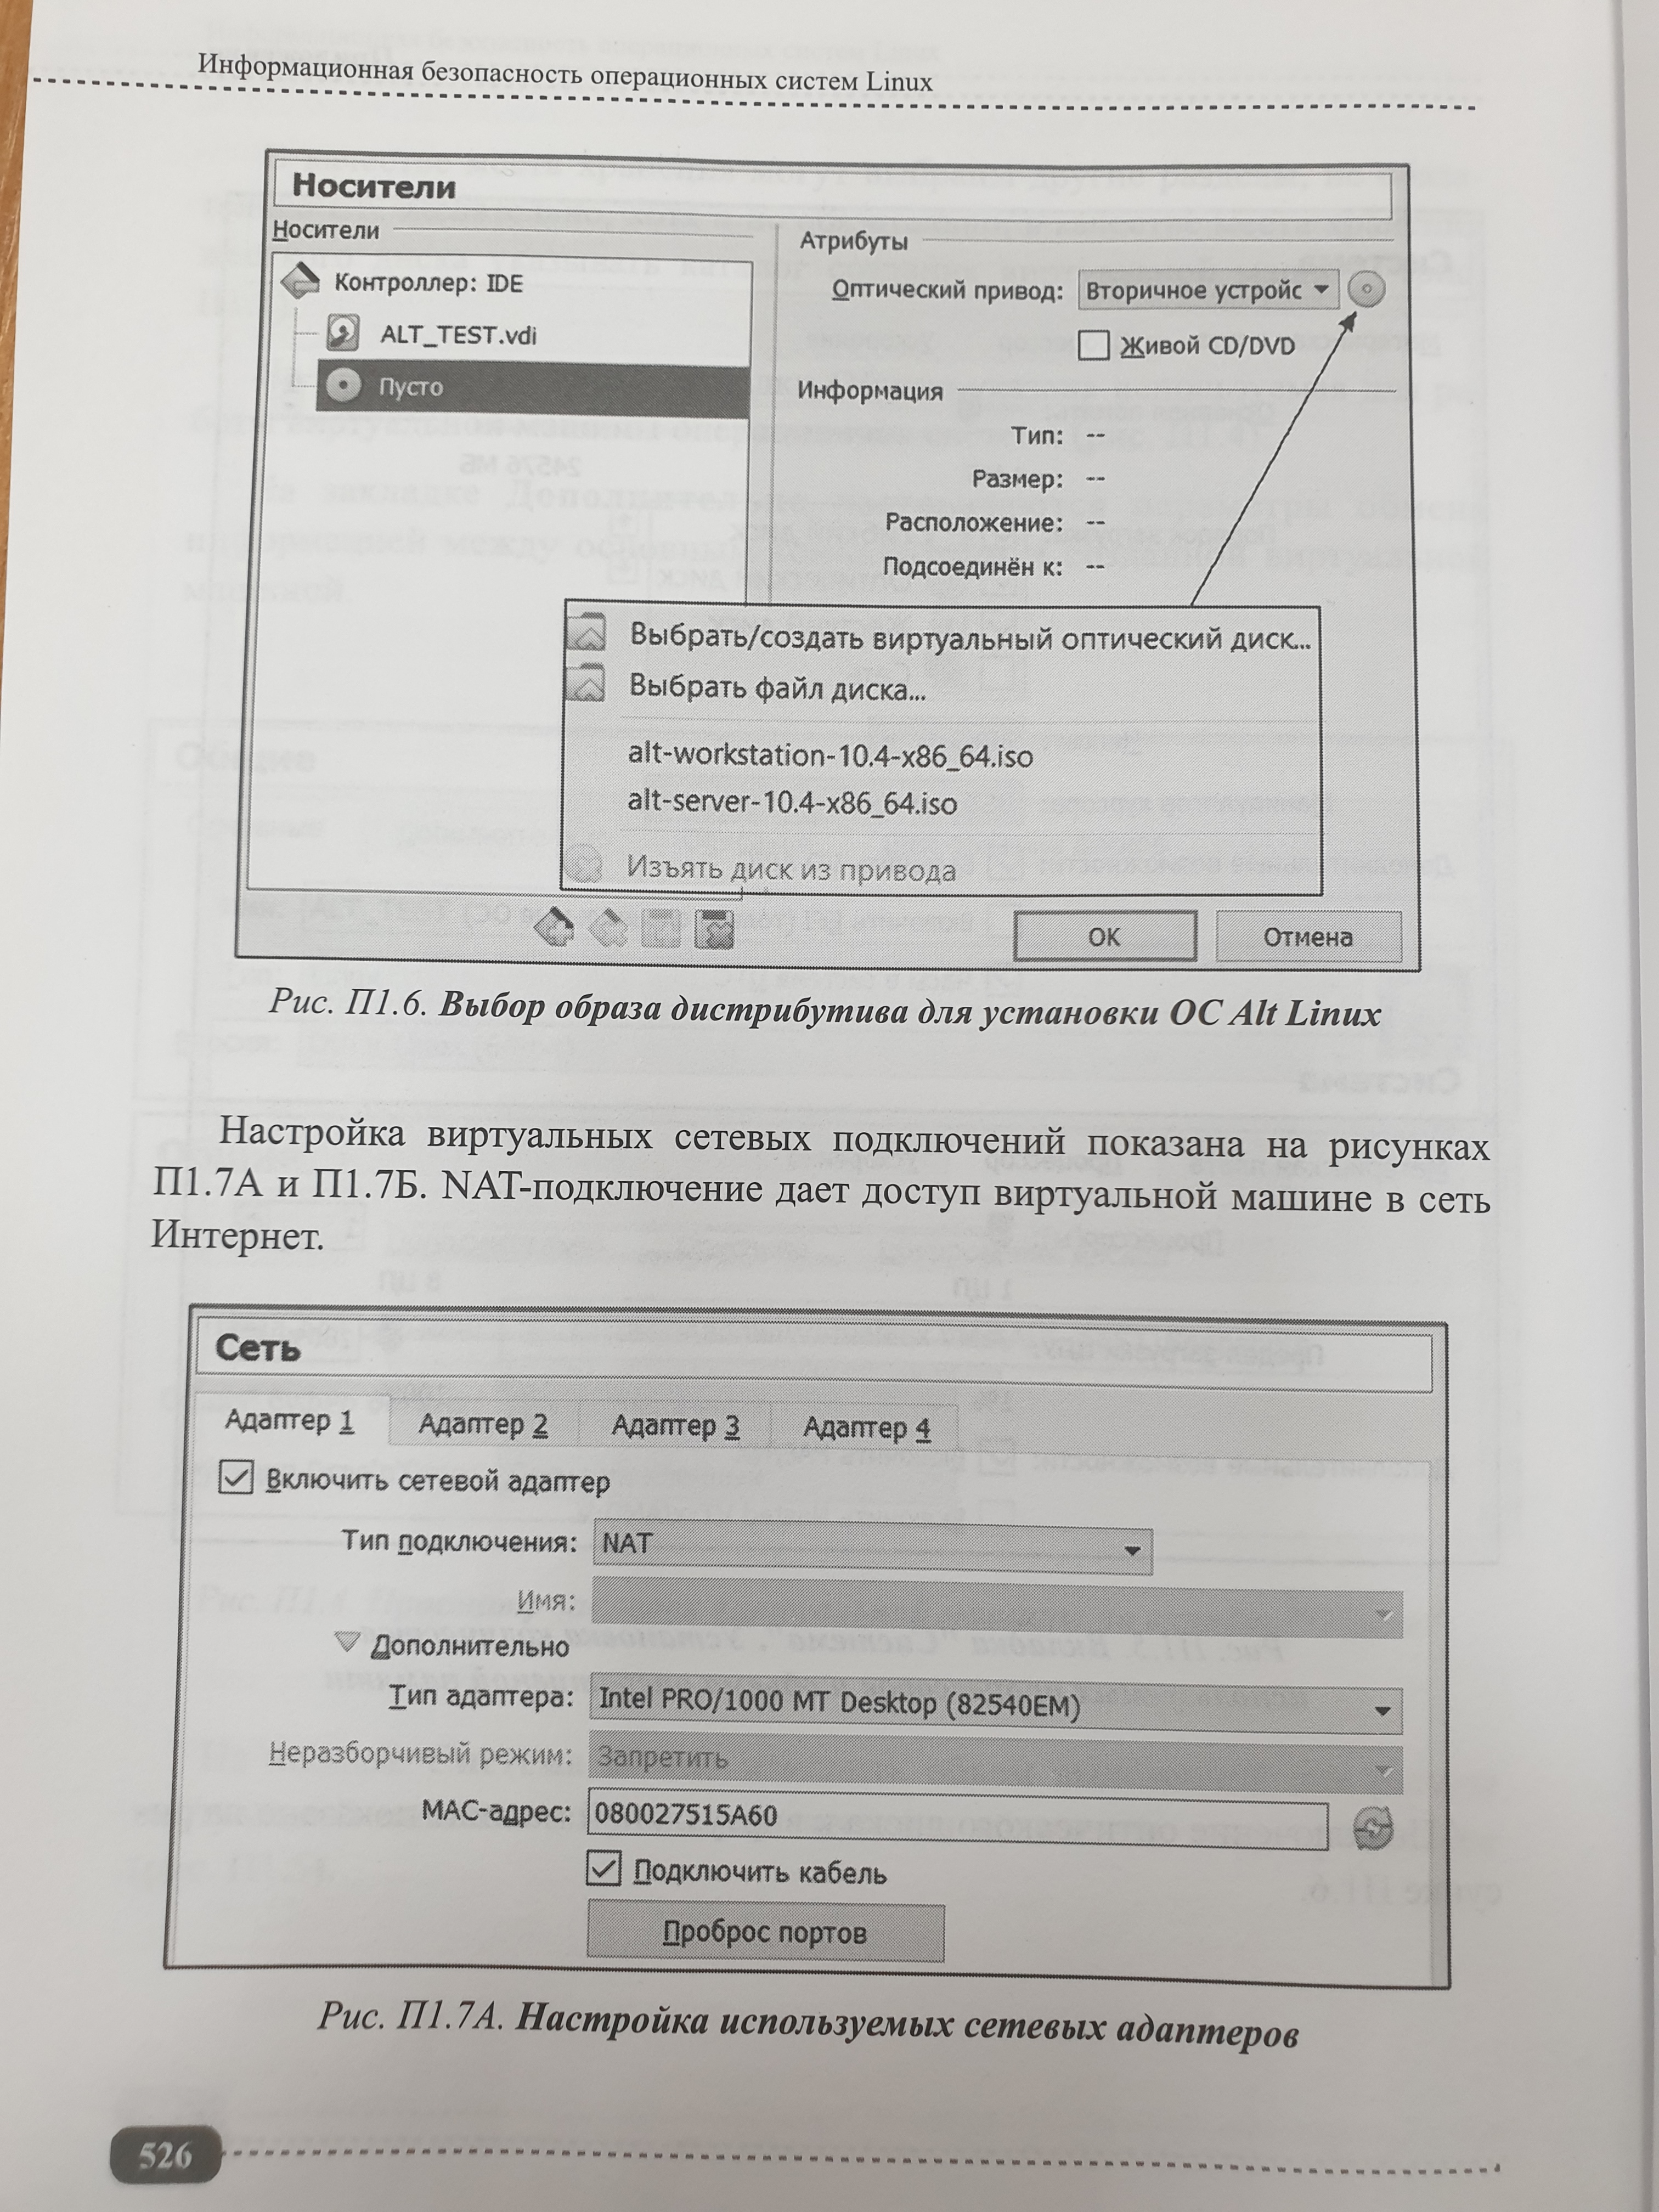 Информационная безопасность операционных систем Linux
Носители
Носители
Контроллер: IDE
ALT_TEST.vdi
Пусто
Атрибуты
Оптический привод: Вторичное устройс
Живой CD/DVD
Информация
Тип: --
Размер: --
Расположение: --
Подсоединён к: --
Выбрать/создать виртуальный оптический диск...
Выбрать файл диска...
alt-workstation-10.4-x86_64.iso
alt-server-10.4-x86_64.iso
Изъять диск из привода
OK Отмена
Рис. П1.6. Выбор образа дистрибутива для установки ОС Alt Linux
Настройка виртуальных сетевых подключений показана на рисунках
П1.7А и П1.7Б. NAT-подключение дает доступ виртуальной машине в сеть
Интернет.
Сеть
Адаптер 1 Адаптер 2 Адаптер 3 Адаптер 4
Включить сетевой адаптер
Тип подключения: NAT
Имя:
Дополнительно
Тип адаптера: Intel PRO/1000 MT Desktop (82540EM)
Неразборчивый режим: Запретить
MAC-адрес: 080027515A60
Подключить кабель
Проброс портов
Рис. П1.7А. Настройка используемых сетевых адаптеров
526